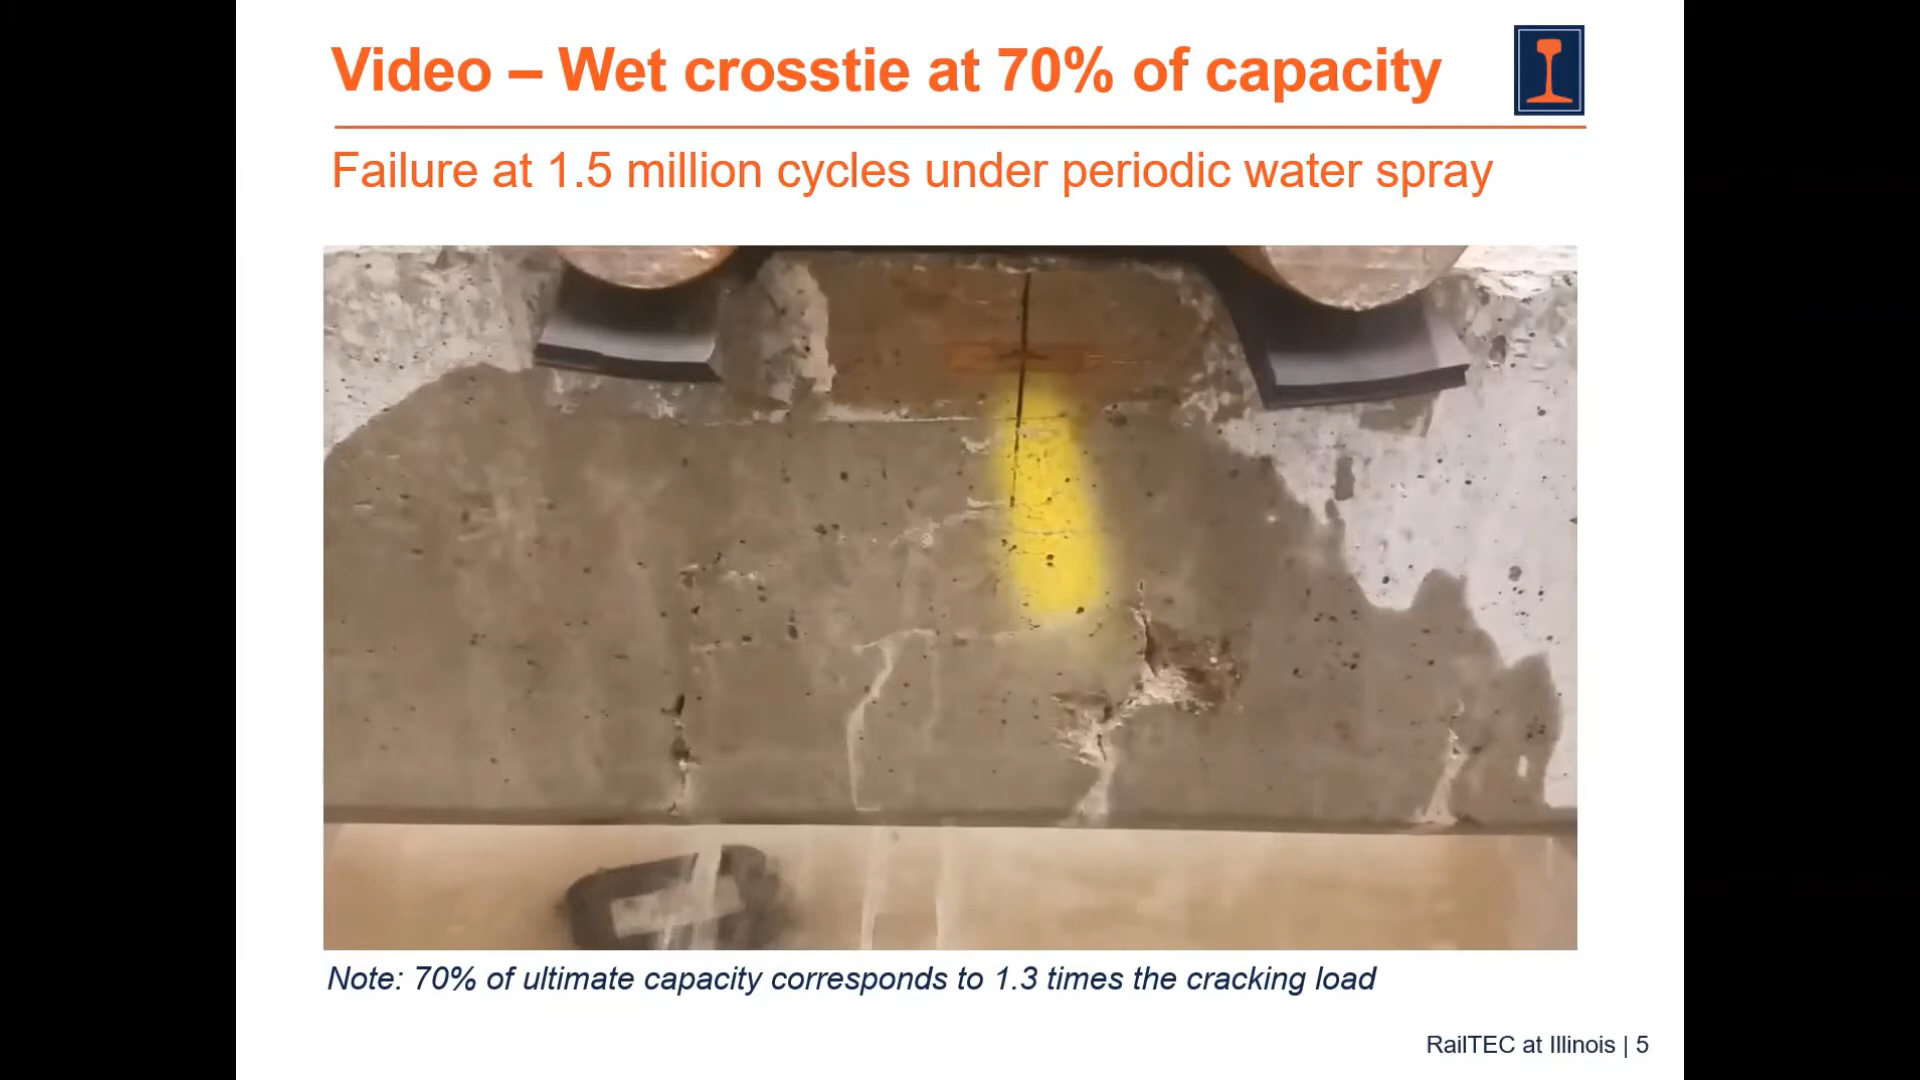 Video – Wet crosstie at 70% of capacity
Failure at 1.5 million cycles under periodic water spray
Note: 70% of ultimate capacity corresponds to 1.3 times the cracking load
RailTEC at Illinois | 5